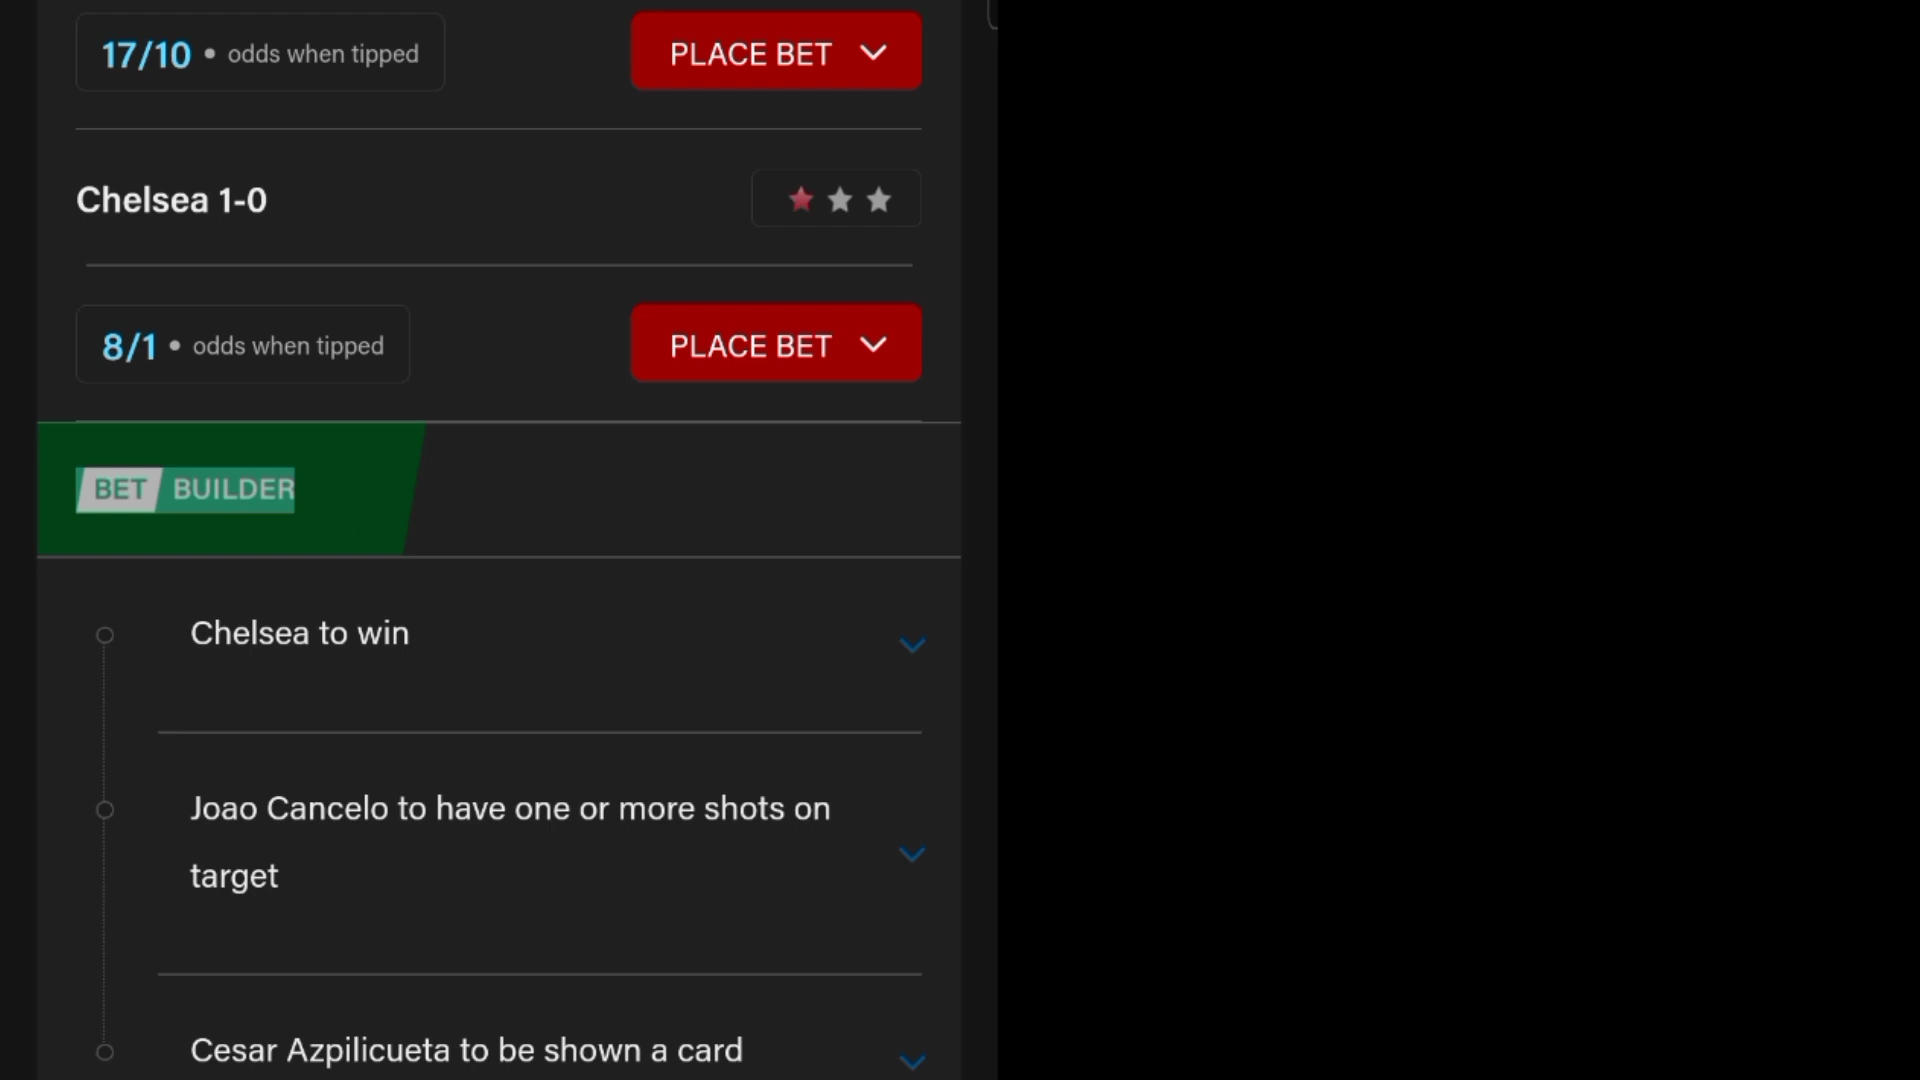 17/10 • odds when tipped
PLACE BET
Chelsea 1-0
8/1 • odds when tipped
PLACE BET
BET BUILDER
Chelsea to win
Joao Cancelo to have one or more shots on
target
Cesar Azpilicueta to be shown a card